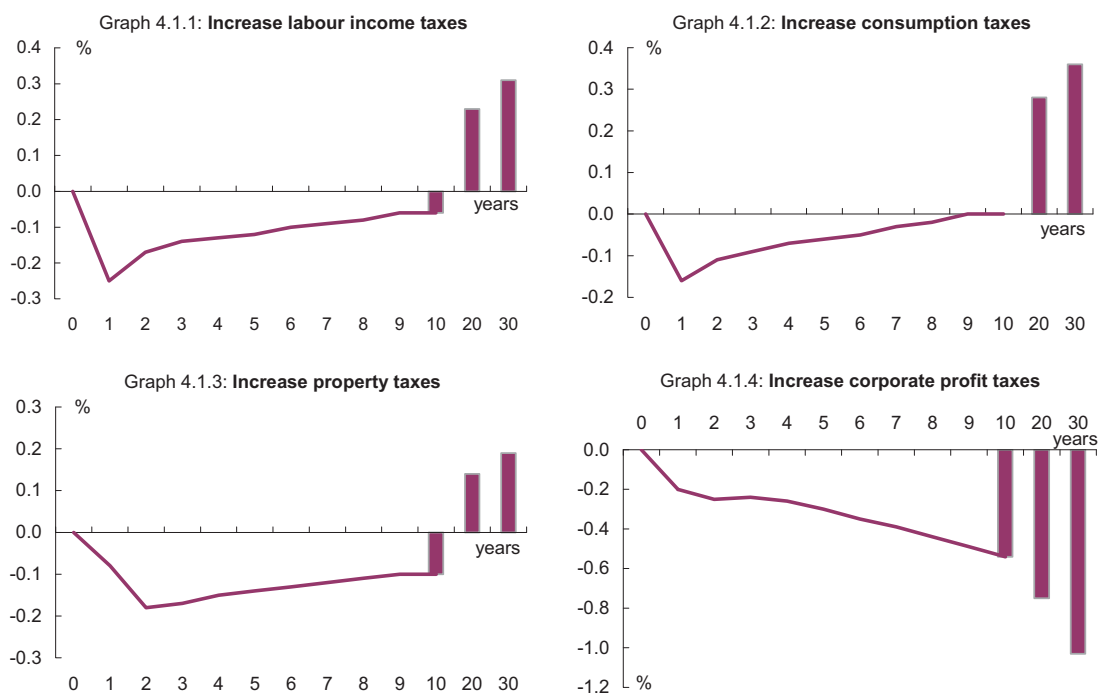 Graph 4.1.1: Increase labour income taxes
%
0.4
0.3
0.2
0.1
0.0
-0.1
-0.2
-0.3
years
0 1 2 3 4 5 6 7 8 9 10 20 30
Graph 4.1.2: Increase consumption taxes
%
0.4
0.3
0.2
0.1
0.0
-0.1
-0.2
years
0 1 2 3 4 5 6 7 8 9 10 20 30
Graph 4.1.3: Increase property taxes
%
0.3
0.2
0.1
0.0
-0.1
-0.2
-0.3
years
0 1 2 3 4 5 6 7 8 9 10 20 30
Graph 4.1.4: Increase corporate profit taxes
0 1 2 3 4 5 6 7 8 9 10 20 30
years
0.0
-0.2
-0.4
-0.6
-0.8
-1.0
-1.2
%